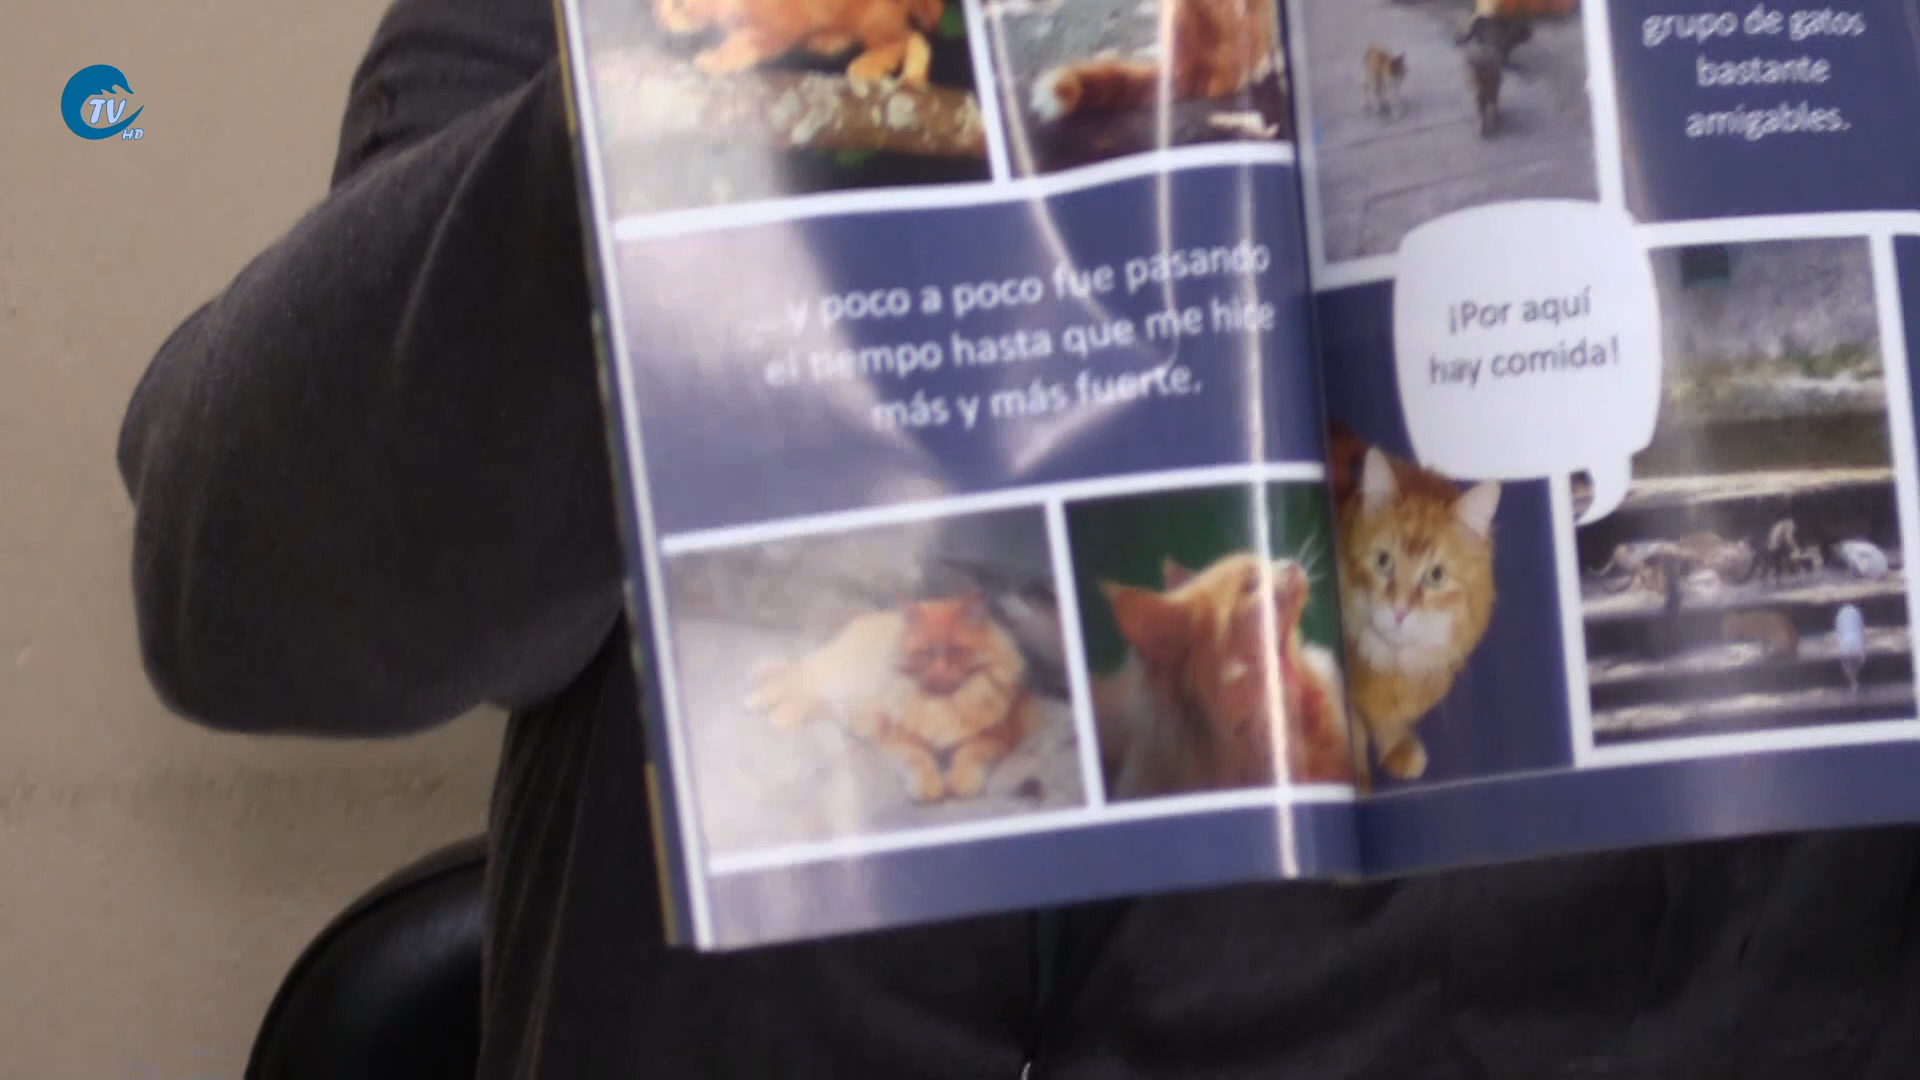 TV
HD
...y poco a poco fue pasando
el tiempo hasta que me hice
más y más fuerte.
grupo de gatos
bastante
amigables.
¡Por aquí
hay comida!